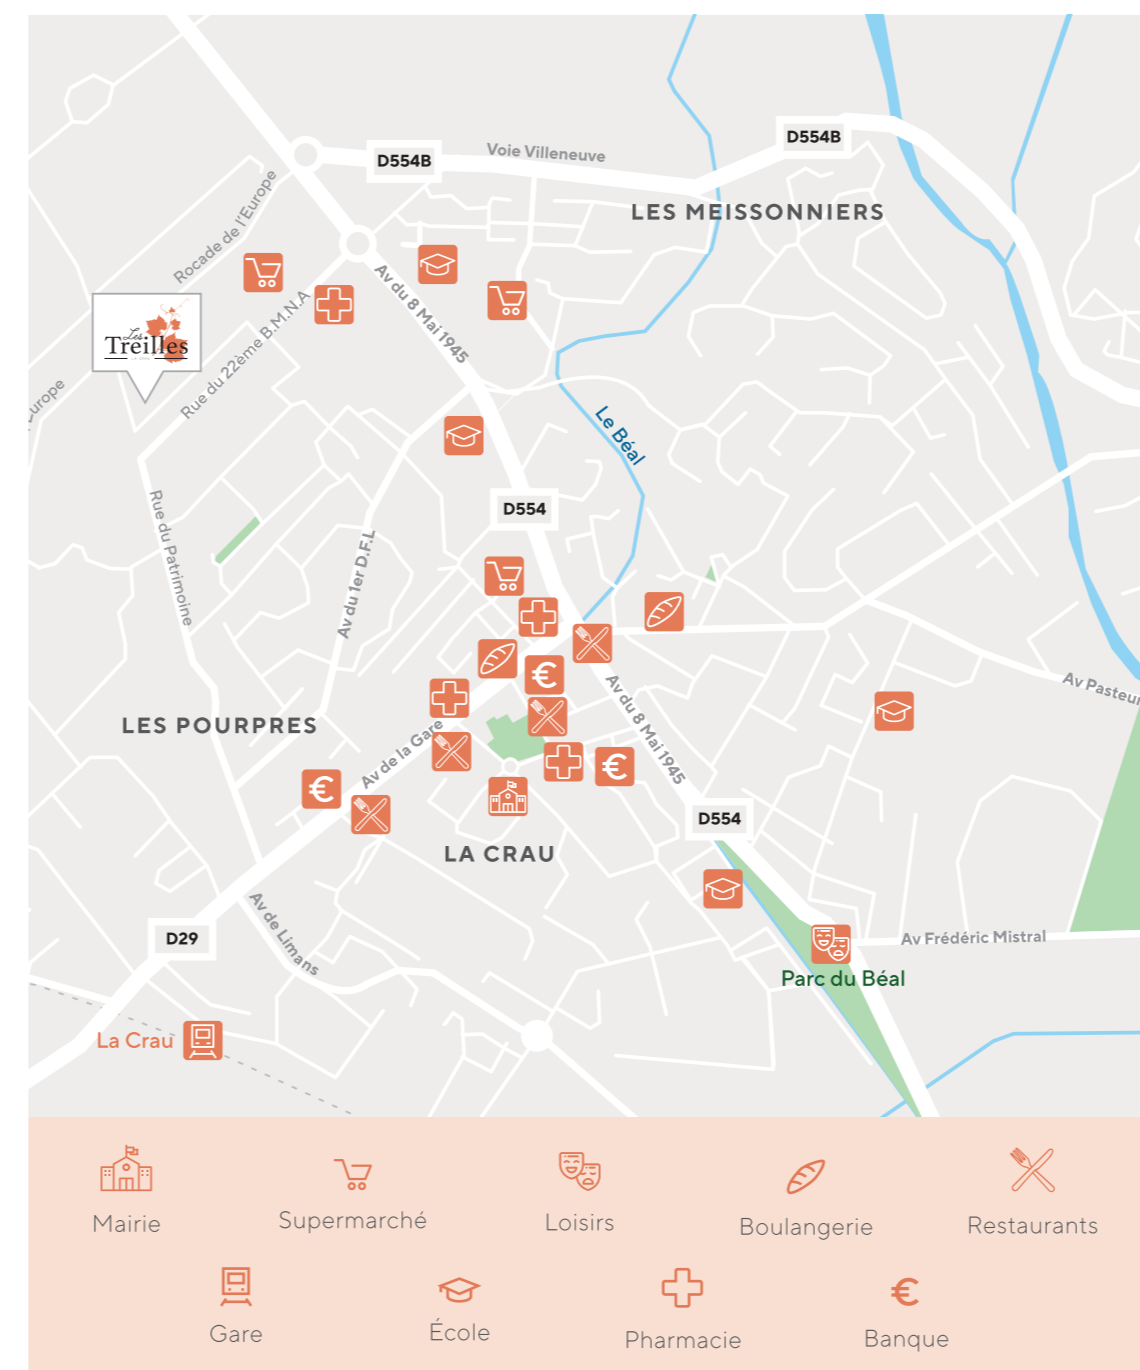 D554B
Voie Villeneuve
D554B
LES MEISSONNIERS
Rocade de l'Europe
Av du 8 Mai 1945
Rue du 22ème B.M.N.A
Les
Treilles
Europe
Le Béal
D554
Rue du Patrimoine
Av du 1er D.F.L
Av Pasteur
LES POURPRES
Av de la Gare
€
Av du 8 Mai 1945
€
€
D554
LA CRAU
Av de Limans
D29
Av Frédéric Mistral
Parc du Béal
La Crau
Mairie
Supermarché
Loisirs
Boulangerie
Restaurants
€
Gare
École
Pharmacie
Banque